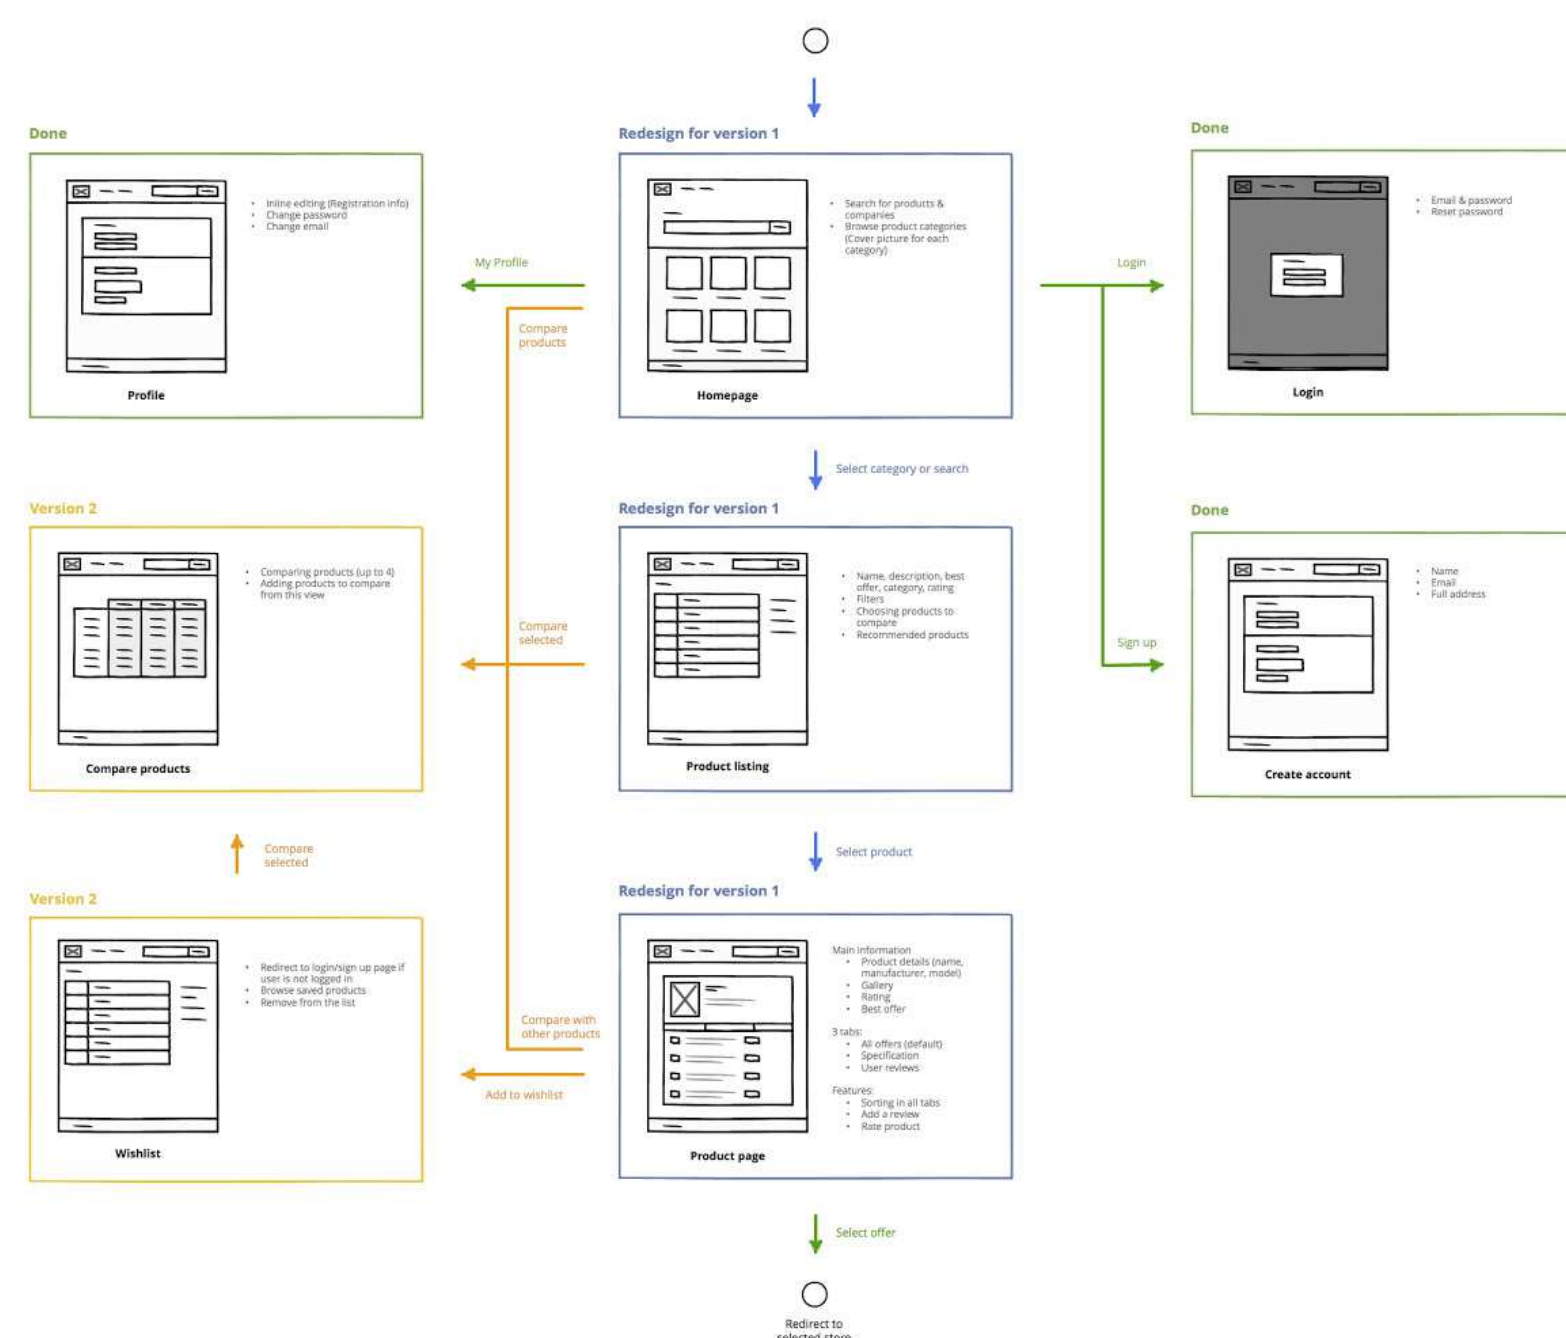 Done
• Inline editing (Registration info)
• Change password
• Change email
Profile
My Profile
Compare
products
Redesign for version 1
• Search for products &
companies
• Browse product categories
(Cover picture for each
category)
Homepage
Login
Done
• Email & password
• Reset password
Login
Select category or search
Version 2
• Comparing products (up to 4)
• Adding products to compare
from this view
Compare products
Compare
selected
Redesign for version 1
• Name, description, best
offer, category, rating
• Filters
• Choosing products to
compare
• Recommended products
Product listing
Sign up
Done
• Name
• Email
• Full address
Create account
Compare
selected
Select product
Version 2
• Redirect to login/sign up page if
user is not logged in
• Browse saved products
• Remove from the list
Wishlist
Compare with
other products
Add to wishlist
Redesign for version 1
Main information
• Product details (name,
manufacturer, model)
• Gallery
• Rating
• Best offer
3 tabs:
• All offers (default)
• Specification
• User reviews
Features:
• Sorting in all tabs
• Add a review
• Rate product
Product page
Select offer
Redirect to
selected store